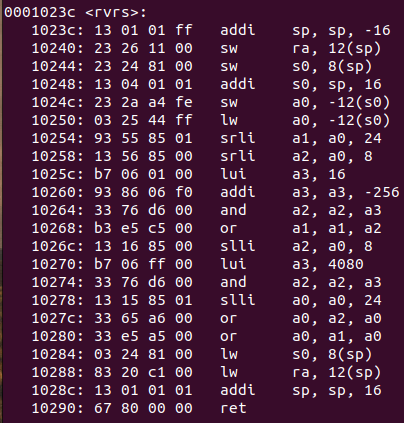 0001023c <rvrs>:
1023c: 13 01 01 ff addi sp, sp, -16
10240: 23 26 11 00 sw ra, 12(sp)
10244: 23 24 81 00 sw s0, 8(sp)
10248: 13 04 01 01 addi s0, sp, 16
1024c: 23 2a a4 fe sw a0, -12(s0)
10250: 03 25 44 ff lw a0, -12(s0)
10254: 93 55 85 01 srli a1, a0, 24
10258: 13 56 85 00 srli a2, a0, 8
1025c: b7 06 01 00 lui a3, 16
10260: 93 86 06 f0 addi a3, a3, -256
10264: 33 76 d6 00 and a2, a2, a3
10268: b3 e5 c5 00 or a1, a1, a2
1026c: 13 16 85 00 slli a2, a0, 8
10270: b7 06 ff 00 lui a3, 4080
10274: 33 76 d6 00 and a2, a2, a3
10278: 13 15 85 01 slli a0, a0, 24
1027c: 33 65 a6 00 or a0, a2, a0
10280: 33 e5 a5 00 or a0, a1, a0
10284: 03 24 81 00 lw s0, 8(sp)
10288: 83 20 c1 00 lw ra, 12(sp)
1028c: 13 01 01 01 addi sp, sp, 16
10290: 67 80 00 00 ret